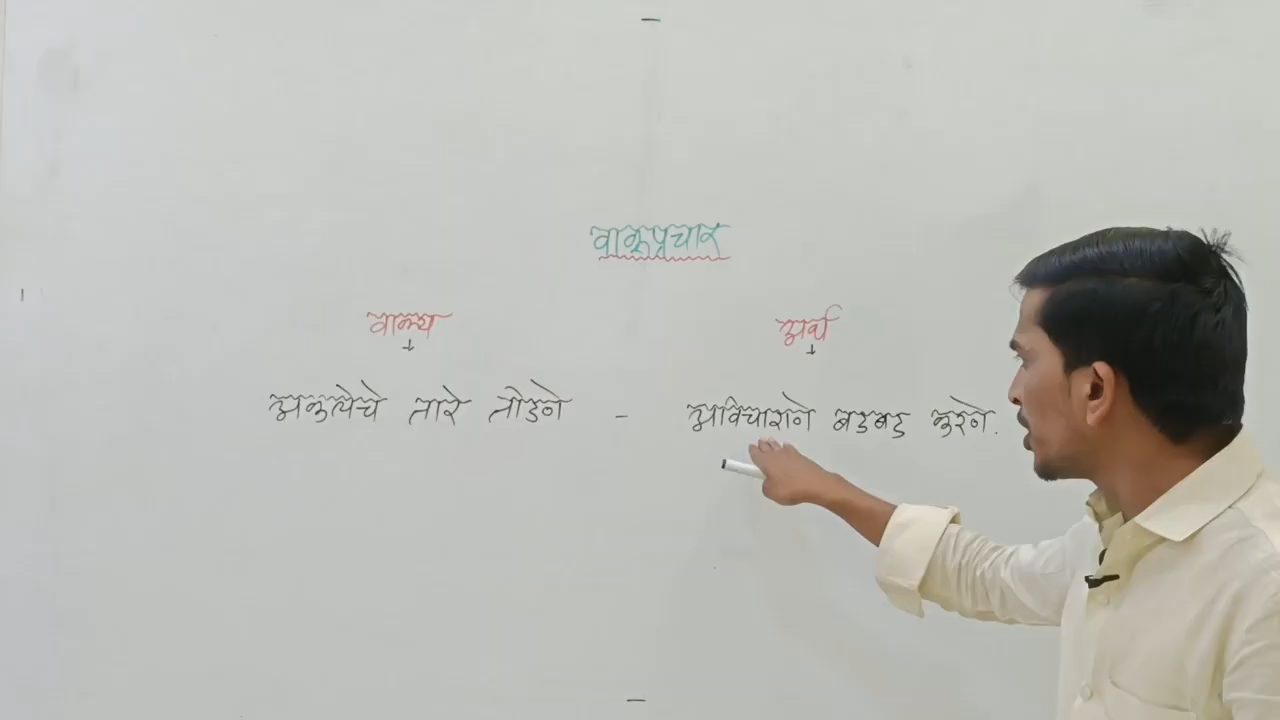 वाक्प्रचार
वाक्य अर्थ
अकलेचे तारे तोडणे - अविचाराने बडबड करणे.